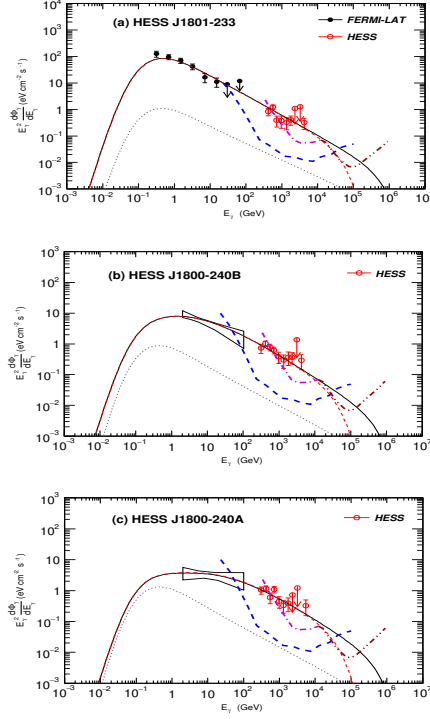 (a) HESS J1801-233
FERMI-LAT
HESS
E²γ dΦγ/dEγ (eV cm⁻² s⁻¹)
10³
10²
10
1
10⁻¹
10⁻²
10⁻³
10⁻³ 10⁻² 10⁻¹ 1 10 10² 10³ 10⁴ 10⁵ 10⁶ 10⁷
Eγ (GeV)
(b) HESS J1800-240B
HESS
E²γ dΦγ/dEγ (eV cm⁻² s⁻¹)
10³
10²
10
1
10⁻¹
10⁻²
10⁻³
10⁻³ 10⁻² 10⁻¹ 1 10 10² 10³ 10⁴ 10⁵ 10⁶ 10⁷
Eγ (GeV)
(c) HESS J1800-240A
HESS
E²γ dΦγ/dEγ (eV cm⁻² s⁻¹)
10³
10²
10
1
10⁻¹
10⁻²
10⁻³
10⁻³ 10⁻² 10⁻¹ 1 10 10² 10³ 10⁴ 10⁵ 10⁶ 10⁷
Eγ (GeV)